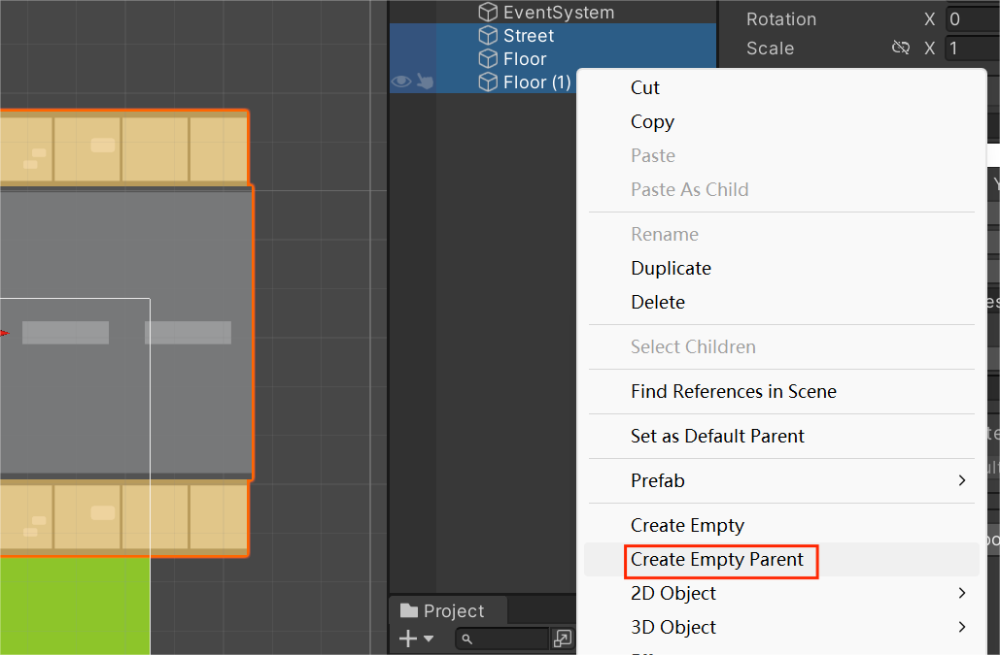 EventSystem
Street
Floor
Floor (1)
Rotation X 0
Scale X 1
Cut
Copy
Paste
Paste As Child
Rename
Duplicate
Delete
Select Children
Find References in Scene
Set as Default Parent
Prefab
Create Empty
Create Empty Parent
2D Object
3D Object
Project